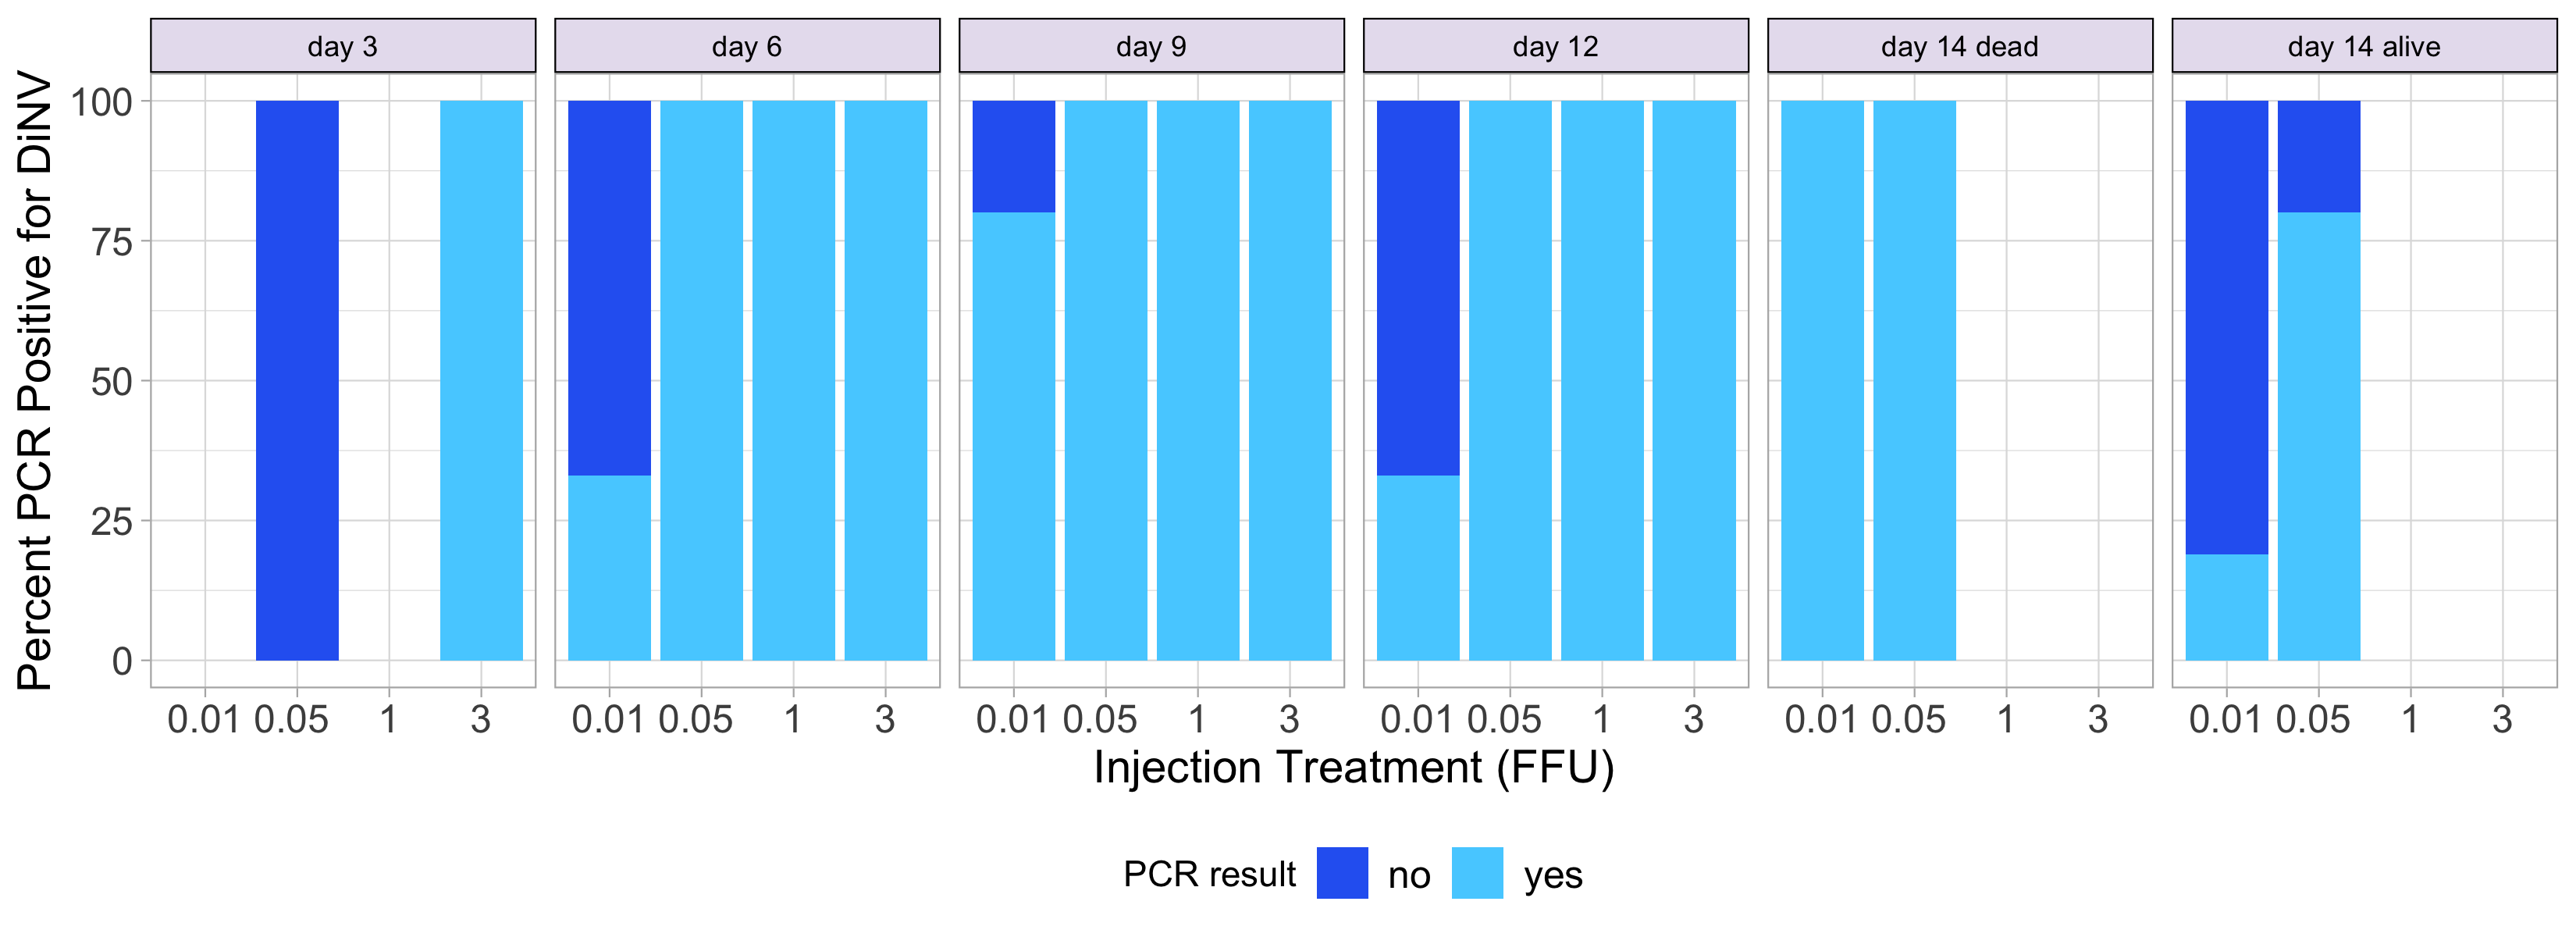 day 3 day 6 day 9 day 12 day 14 dead day 14 alive
Percent PCR Positive for DiNV
100
75
50
25
0
0.01 0.05 1 3 0.01 0.05 1 3 0.01 0.05 1 3 0.01 0.05 1 3 0.01 0.05 1 3 0.01 0.05 1 3
Injection Treatment (FFU)
PCR result no yes